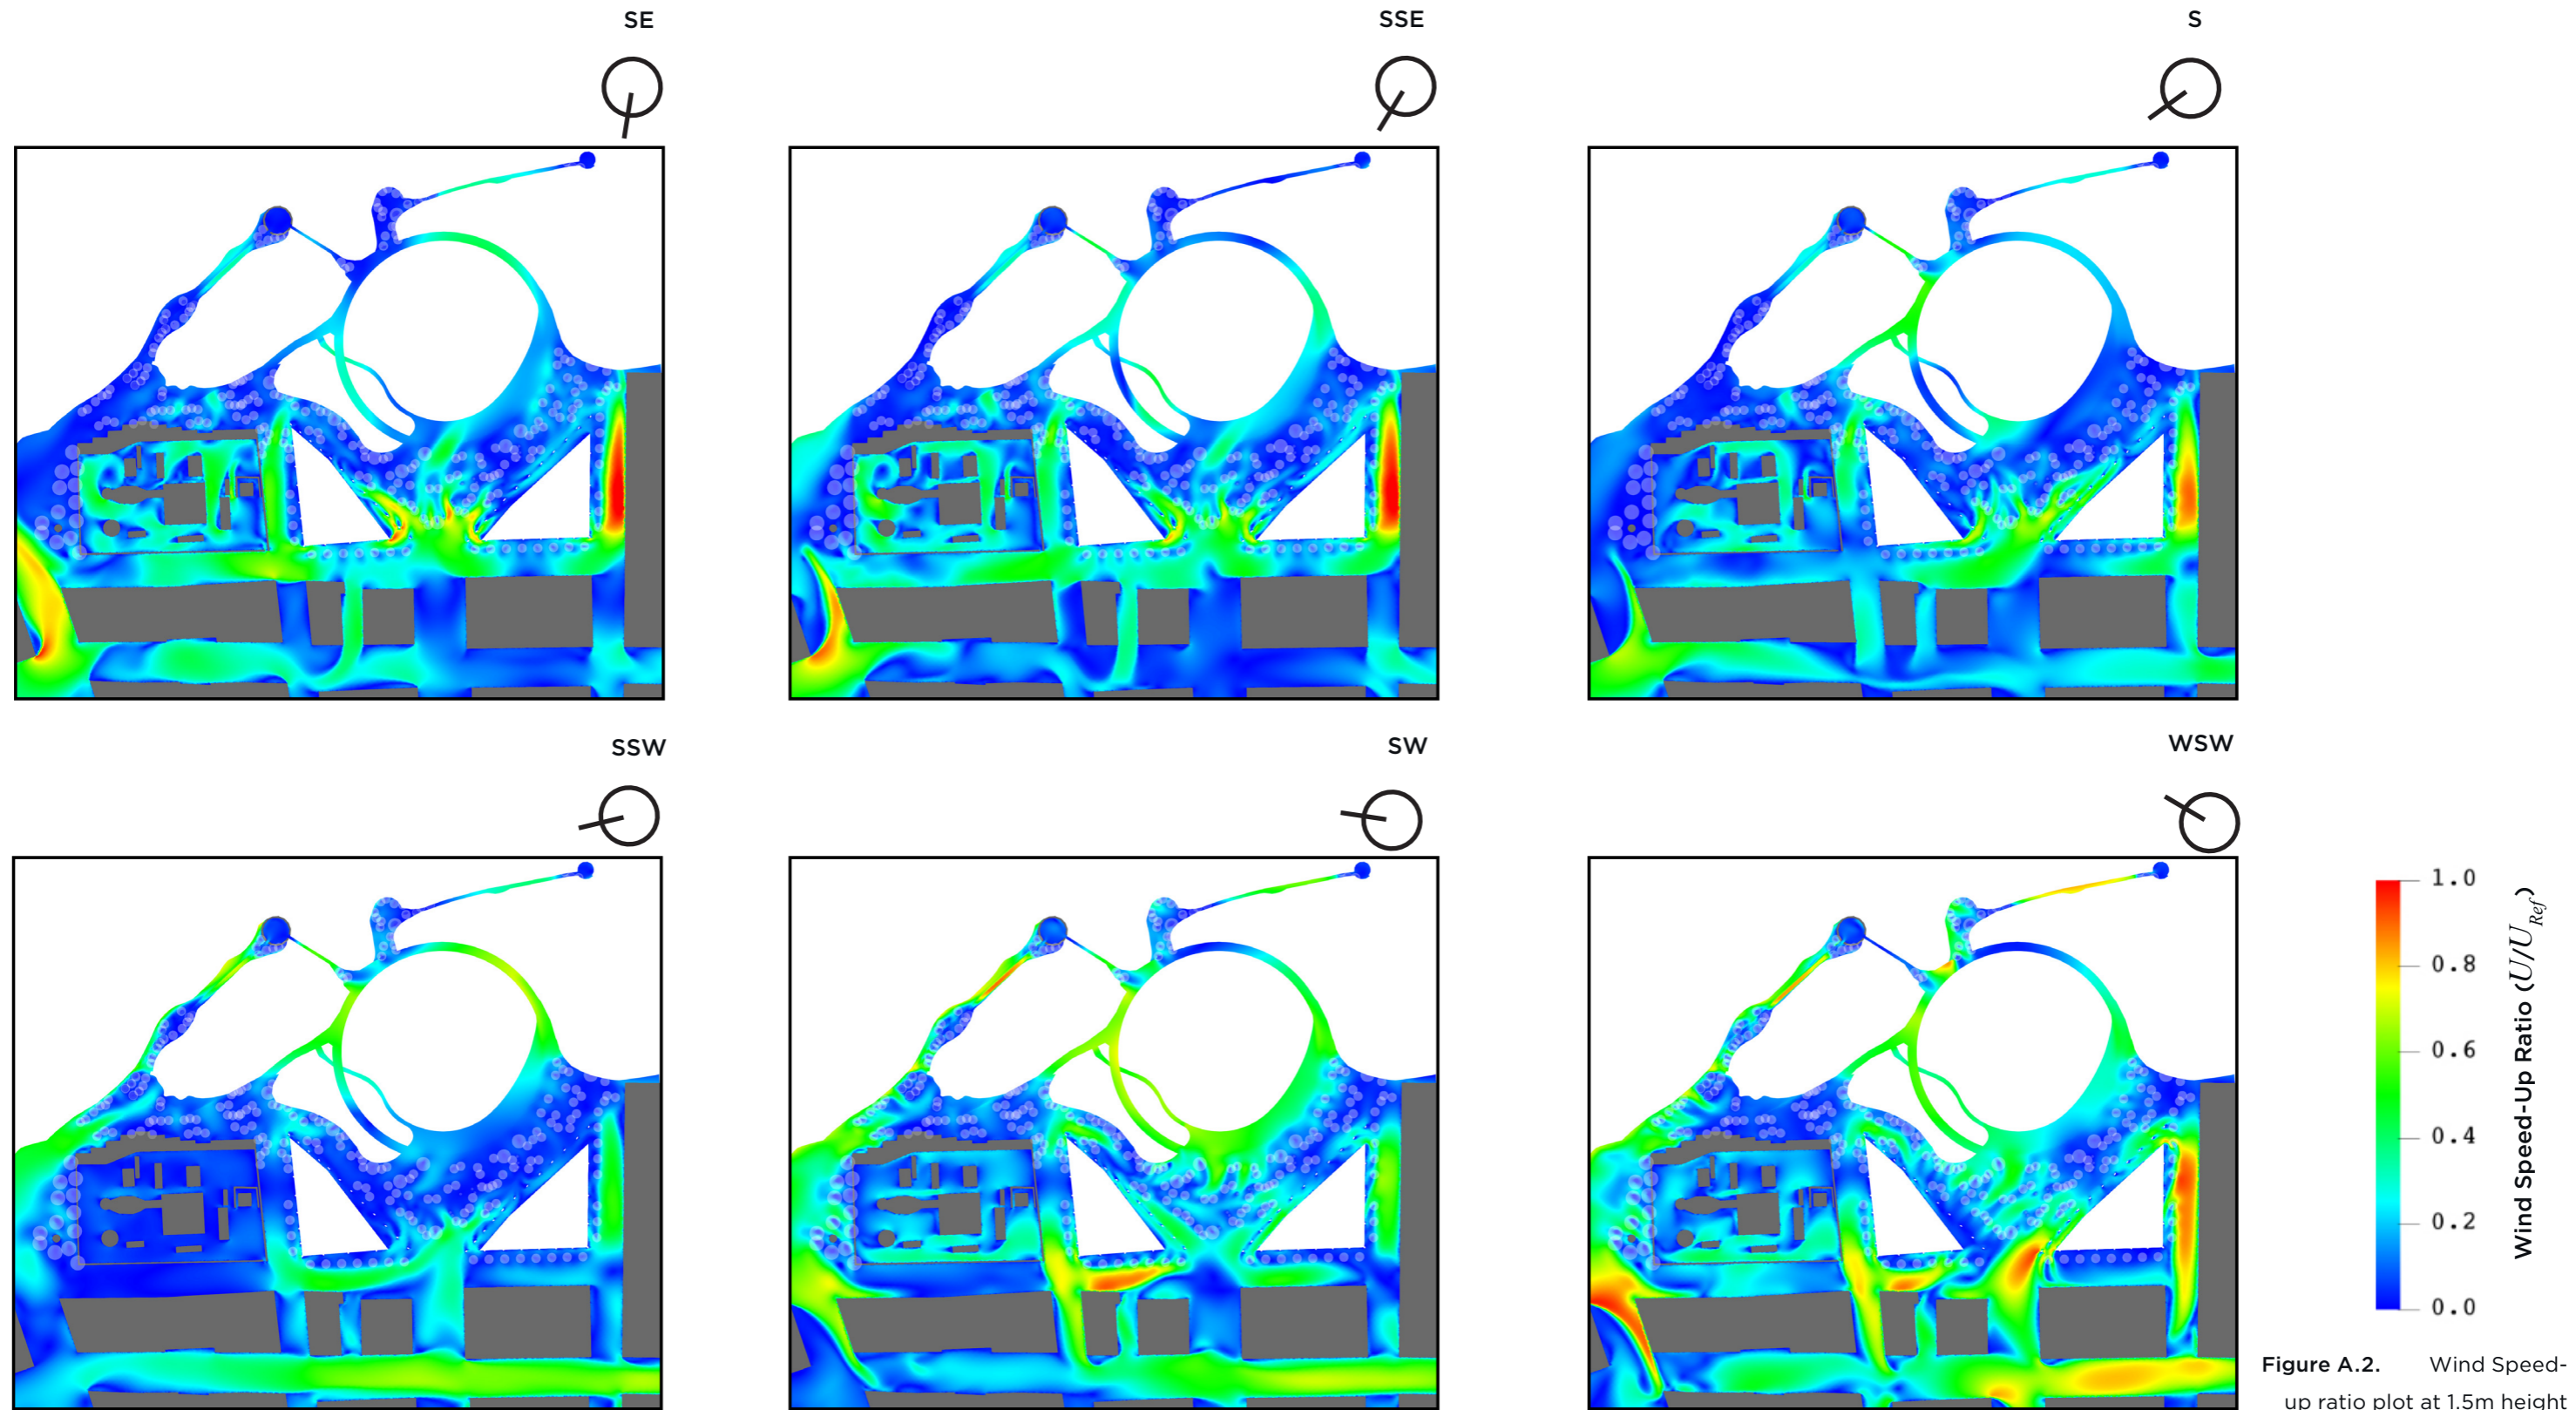 SE
SSE
S
SSW
SW
WSW
1.0
0.8
0.6
0.4
0.2
0.0
Wind Speed-Up Ratio (U/U_Ref)
Figure A.2. Wind Speed-
up ratio plot at 1.5m height